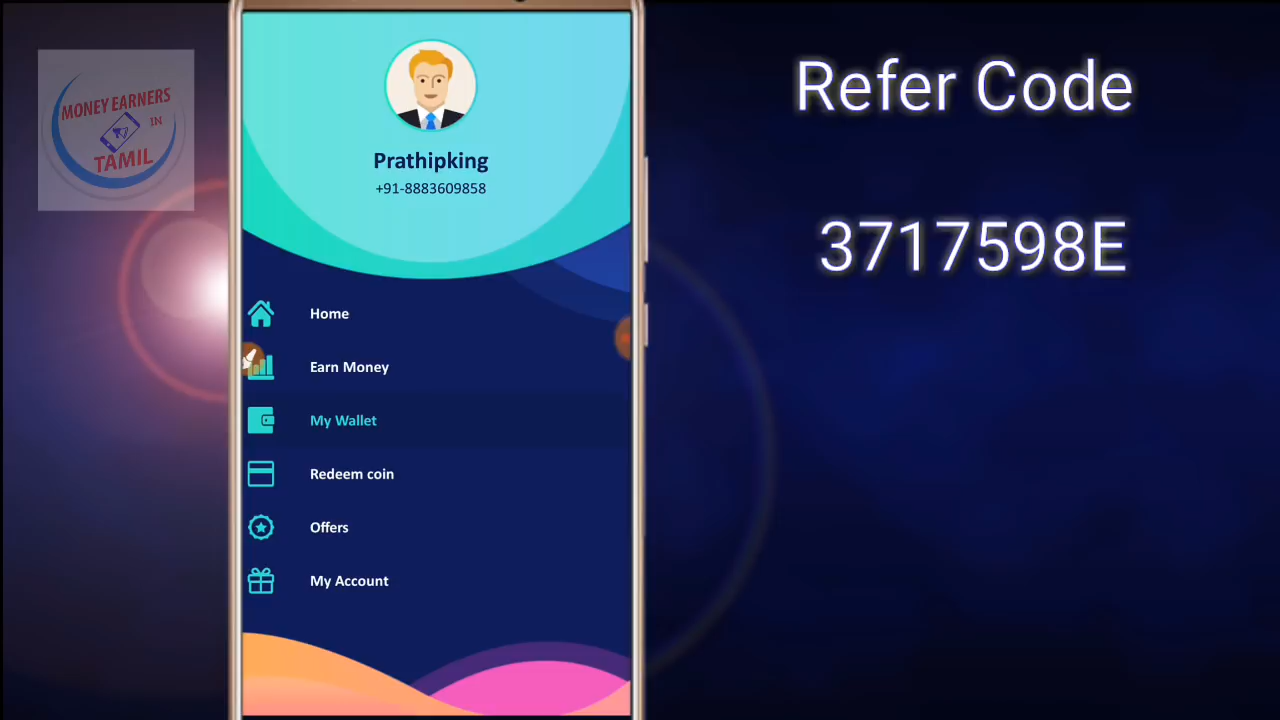 MONEY EARNERS
IN
TAMIL
Prathipking
+91-8883609858
Home
Earn Money
My Wallet
Redeem coin
Offers
My Account
Refer Code
3717598E